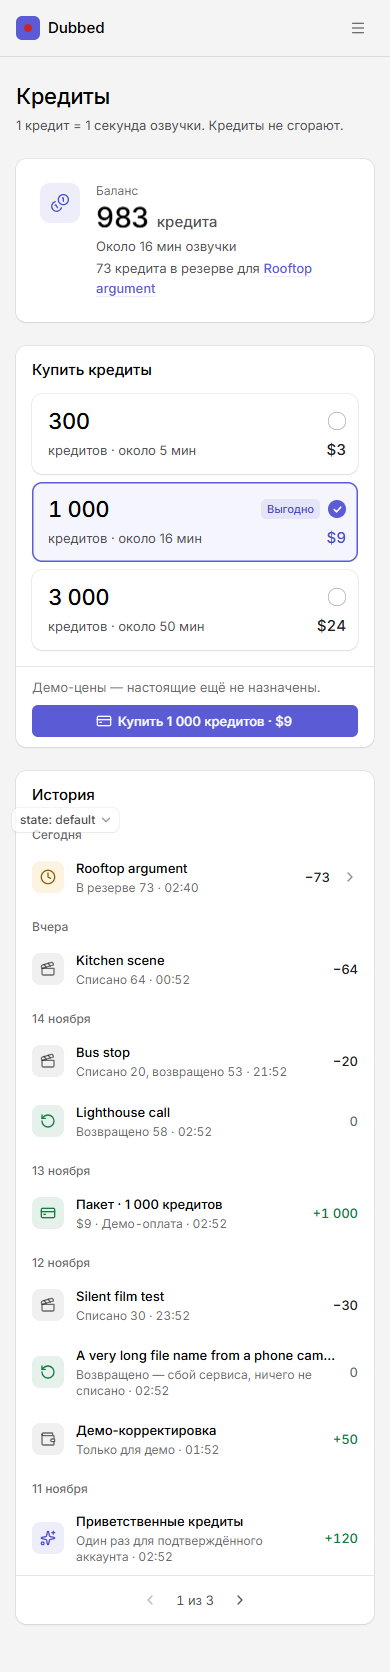 Dubbed
Кредиты
1 кредит = 1 секунда озвучки. Кредиты не сгорают.
Баланс
983 кредита
Около 16 мин озвучки
73 кредита в резерве для Rooftop
argument
Купить кредиты
300
кредитов · около 5 мин
$3
1 000
Выгодно
кредитов · около 16 мин
$9
3 000
кредитов · около 50 мин
$24
Демо-цены — настоящие ещё не назначены.
Купить 1 000 кредитов · $9
История
state: default
Сегодня
Rooftop argument
В резерве 73 · 02:40
−73
Вчера
Kitchen scene
Списано 64 · 00:52
−64
14 ноября
Bus stop
Списано 20, возвращено 53 · 21:52
−20
Lighthouse call
Возвращено 58 · 02:52
0
13 ноября
Пакет · 1 000 кредитов
$9 · Демо-оплата · 02:52
+1 000
12 ноября
Silent film test
Списано 30 · 23:52
−30
A very long file name from a phone cam...
Возвращено — сбой сервиса, ничего не
списано · 02:52
0
Демо-корректировка
Только для демо · 01:52
+50
11 ноября
Приветственные кредиты
Один раз для подтверждённого
аккаунта · 02:52
+120
1 из 3